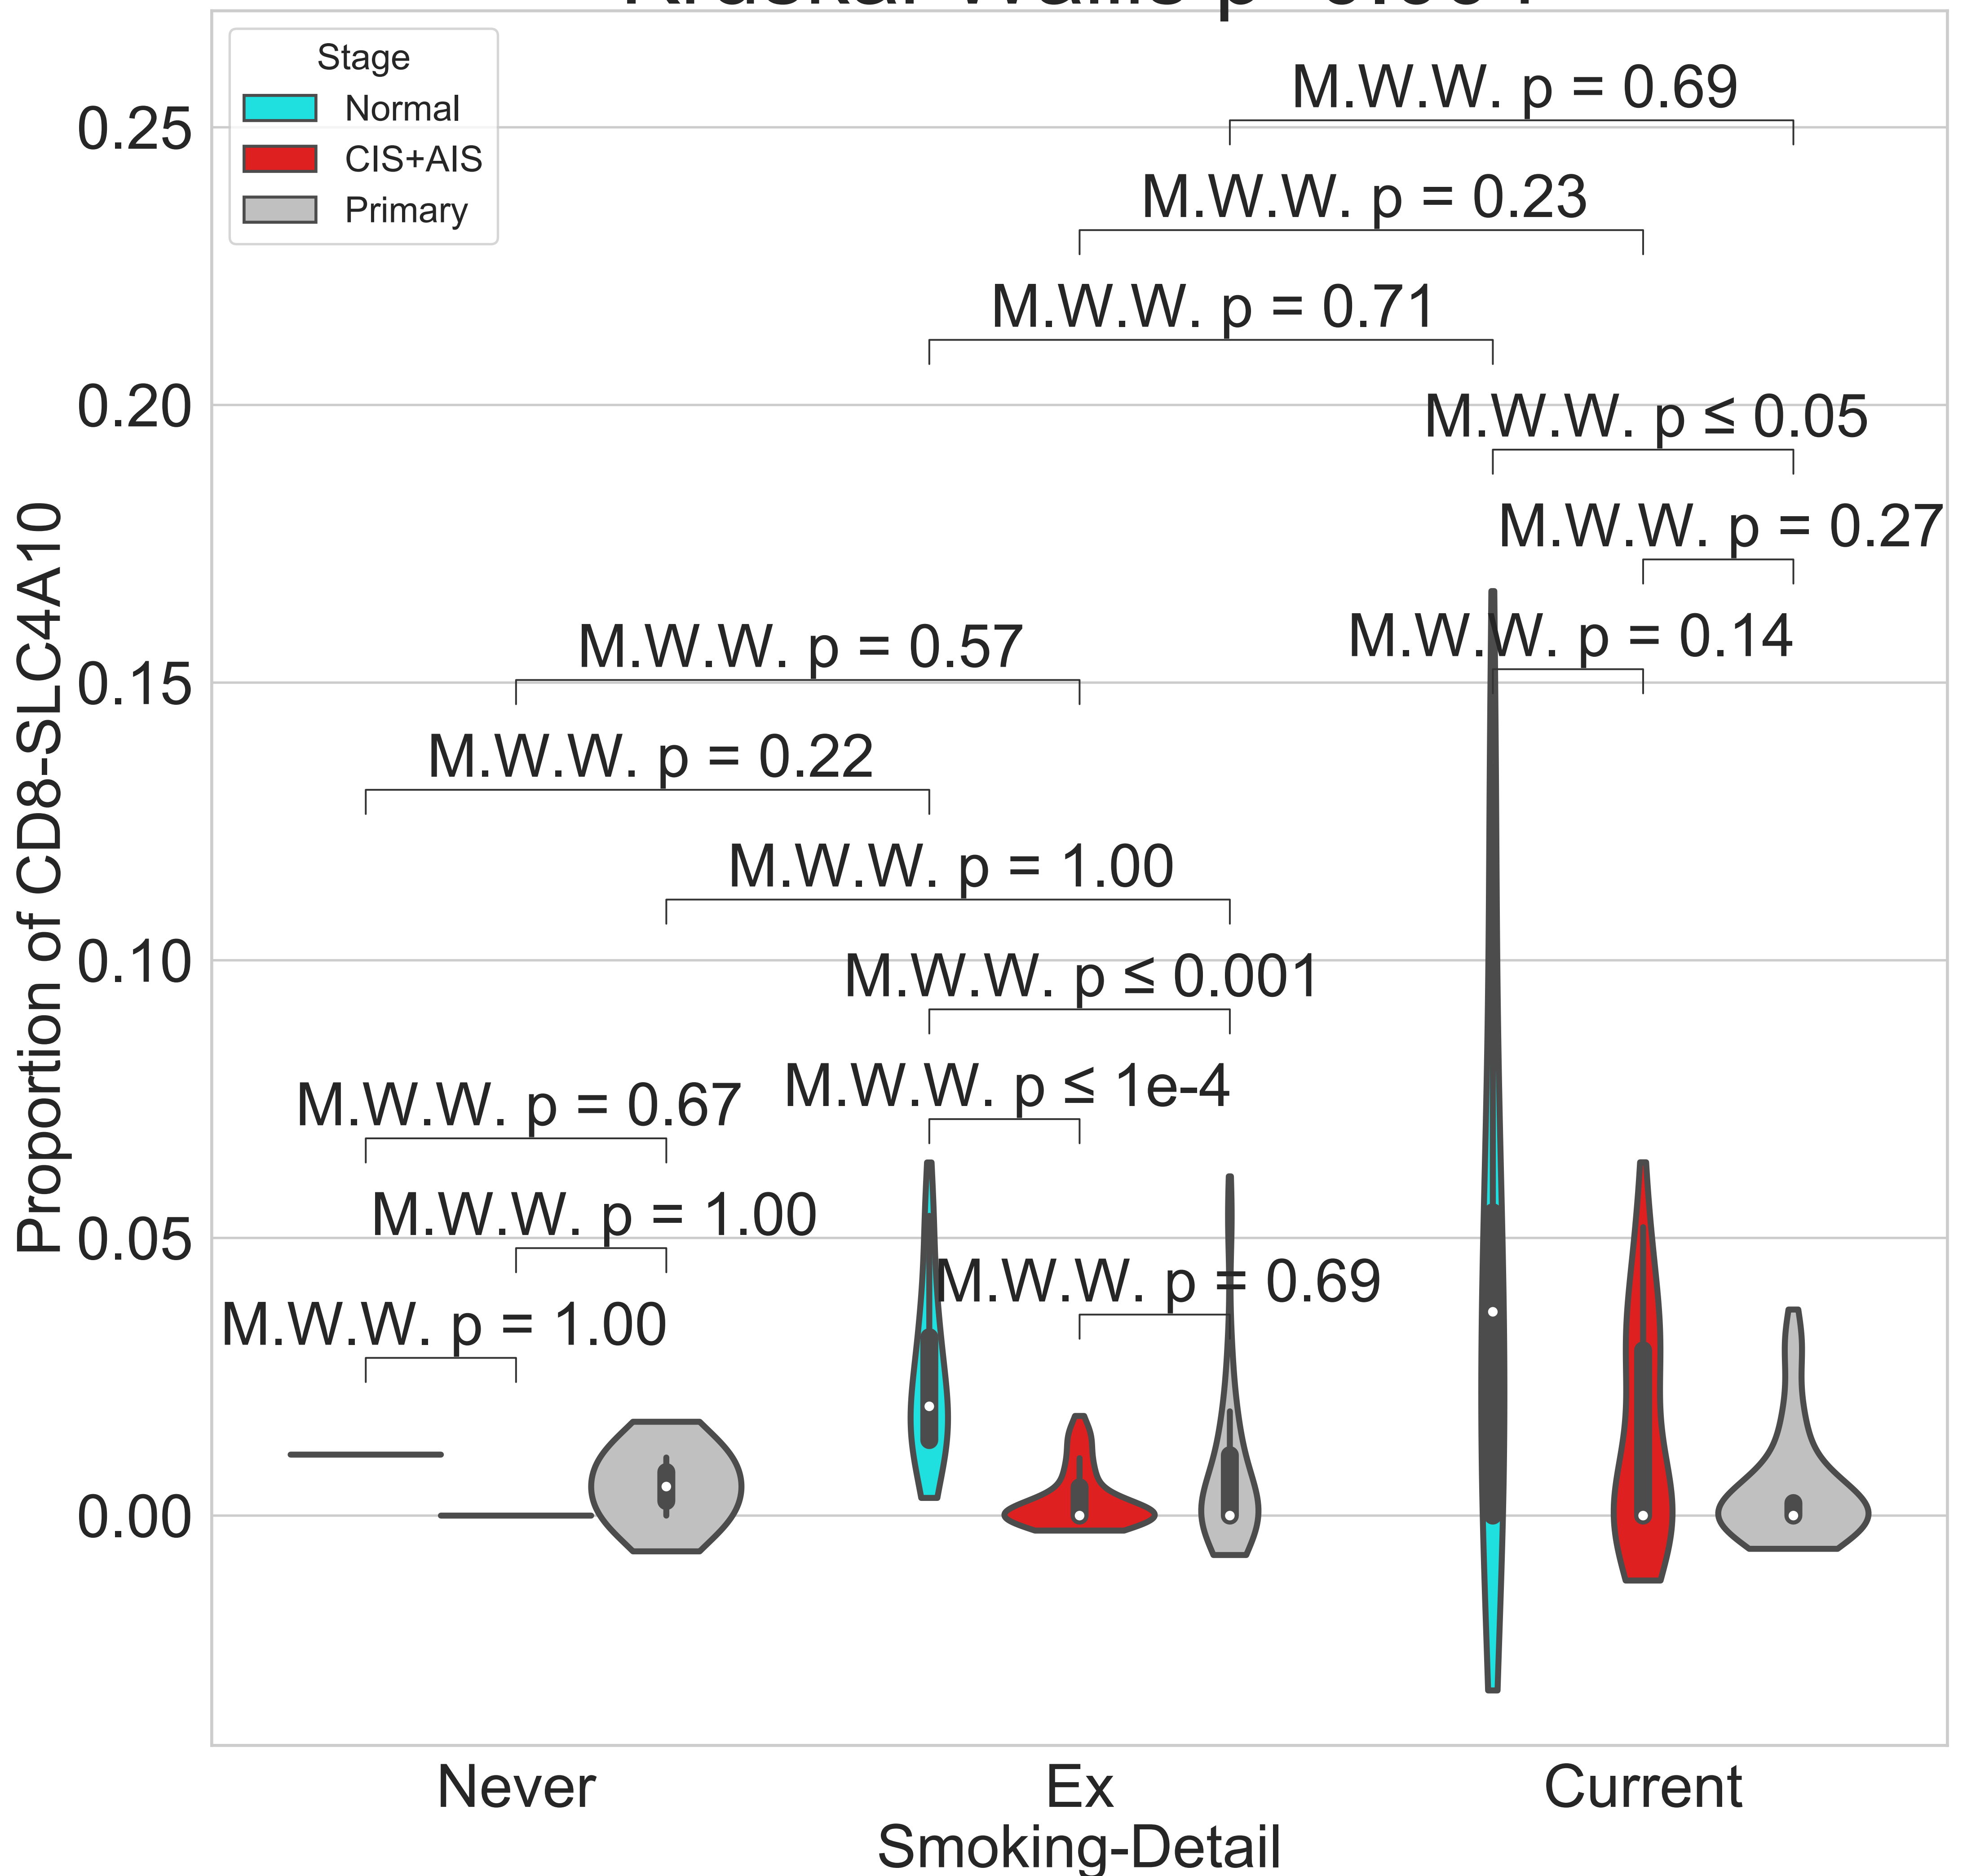 Stage
Normal
CIS+AIS
Primary
M.W.W. p = 0.69
0.25
M.W.W. p = 0.23
M.W.W. p = 0.71
0.20
M.W.W. p ≤ 0.05
M.W.W. p = 0.27
M.W.W. p = 0.14
M.W.W. p = 0.57
0.15
M.W.W. p = 0.22
M.W.W. p = 1.00
0.10
M.W.W. p ≤ 0.001
M.W.W. p ≤ 1e-4
M.W.W. p = 0.67
M.W.W. p = 1.00
0.05
M.W.W. p = 0.69
M.W.W. p = 1.00
0.00
Proportion of CD8-SLC4A10
Never
Ex
Current
Smoking-Detail